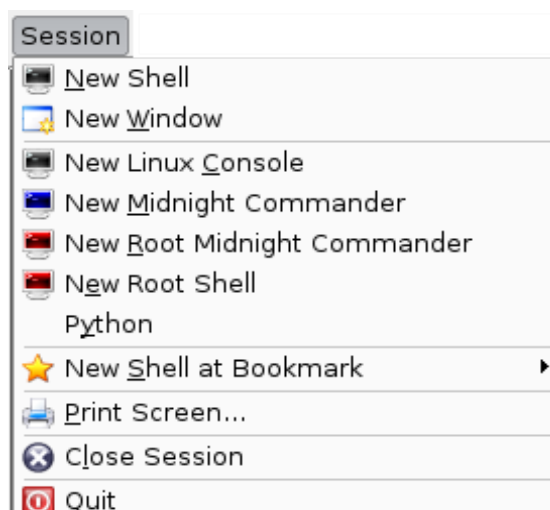 Session
New Shell
New Window
New Linux Console
New Midnight Commander
New Root Midnight Commander
New Root Shell
Python
New Shell at Bookmark
Print Screen...
Close Session
Quit